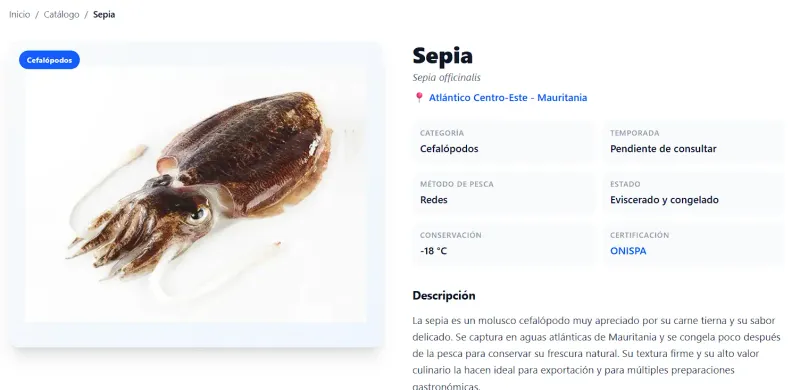 Inicio / Catálogo / Sepia
Cefalópodos
Sepia
Sepia officinalis
Atlántico Centro-Este - Mauritania
CATEGORÍA
Cefalópodos
TEMPORADA
Pendiente de consultar
MÉTODO DE PESCA
Redes
ESTADO
Eviscerado y congelado
CONSERVACIÓN
-18 °C
CERTIFICACIÓN
ONISPA
Descripción
La sepia es un molusco cefalópodo muy apreciado por su carne tierna y su sabor
delicado. Se captura en aguas atlánticas de Mauritania y se congela poco después
de la pesca para conservar su frescura natural. Su textura firme y su alto valor
culinario la hacen ideal para exportación y para múltiples preparaciones
gastronómicas.